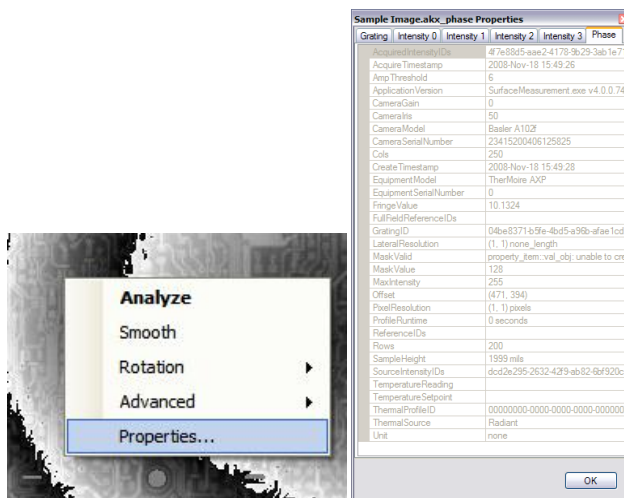 Analyze
Smooth
Rotation
Advanced
Properties...
Sample Image.akx_phase Properties
Grating Intensity 0 Intensity 1 Intensity 2 Intensity 3 Phase
AcquiredIntensityIDs 4f7e88d5-aae2-4178-9b29-3ab1e71
AcquireTimestamp 2008-Nov-18 15:49:26
AmpThreshold 6
ApplicationVersion SurfaceMeasurement.exe v4.0.0.74
CameraGain 0
CameraIris 50
CameraModel Basler A102f
CameraSerialNumber 23415200406125825
Cols 250
CreateTimestamp 2008-Nov-18 15:49:28
EquipmentModel TherMoire AXP
EquipmentSerialNumber 0
FringeValue 10.1324
FullFieldReferenceIDs
GratingID 04be8371-b5fe-4bd5-a96b-afae1cd
LateralResolution (1, 1) none_length
MaskValid property_item::val_obj: unable to cre
MaskValue 128
MaxIntensity 255
Offset (471, 394)
PixelResolution (1, 1) pixels
ProfileRuntime 0 seconds
ReferenceIDs
Rows 200
SampleHeight 1999 mils
SourceIntensityIDs dcd2e295-2632-42f9-ab82-6bf920c
TemperatureReading
TemperatureSetpoint
ThermalProfileID 00000000-0000-0000-0000-000000
ThermalSource Radiant
Unit none
OK